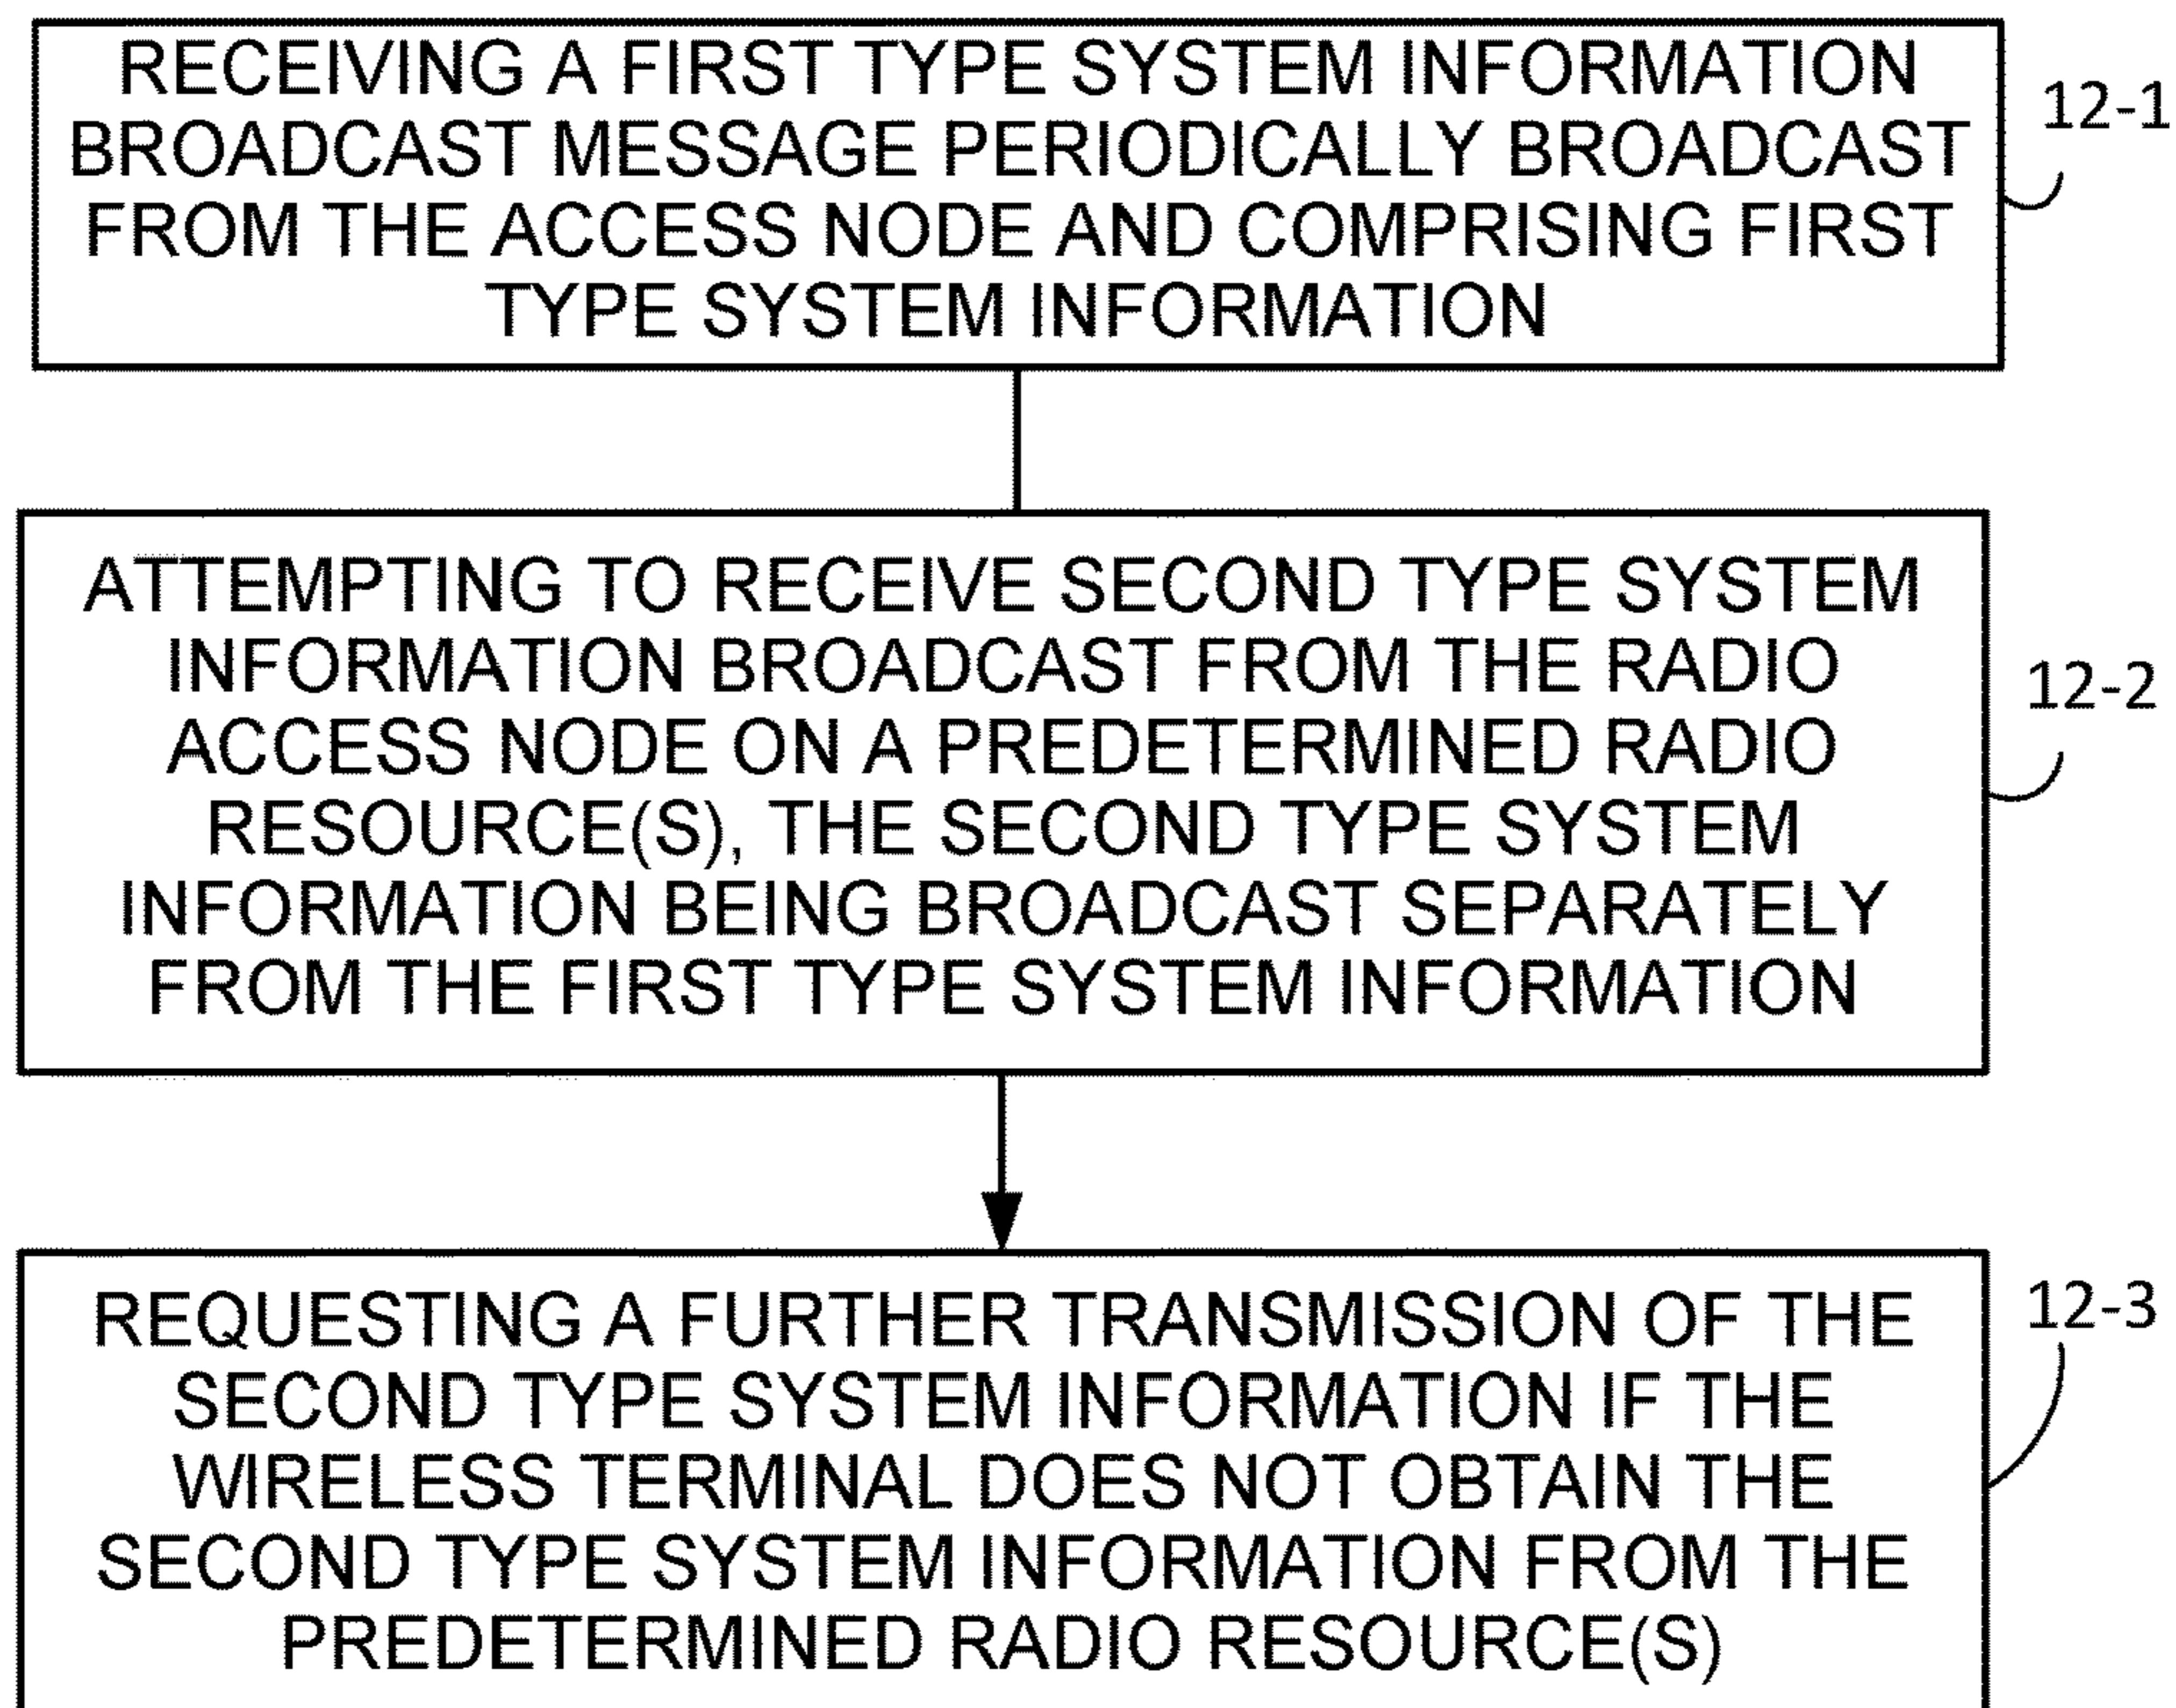 RECEIVING A FIRST TYPE SYSTEM INFORMATION
BROADCAST MESSAGE PERIODICALLY BROADCAST
FROM THE ACCESS NODE AND COMPRISING FIRST
TYPE SYSTEM INFORMATION
12-1
ATTEMPTING TO RECEIVE SECOND TYPE SYSTEM
INFORMATION BROADCAST FROM THE RADIO
ACCESS NODE ON A PREDETERMINED RADIO
RESOURCE(S), THE SECOND TYPE SYSTEM
INFORMATION BEING BROADCAST SEPARATELY
FROM THE FIRST TYPE SYSTEM INFORMATION
12-2
REQUESTING A FURTHER TRANSMISSION OF THE
SECOND TYPE SYSTEM INFORMATION IF THE
WIRELESS TERMINAL DOES NOT OBTAIN THE
SECOND TYPE SYSTEM INFORMATION FROM THE
PREDETERMINED RADIO RESOURCE(S)
12-3